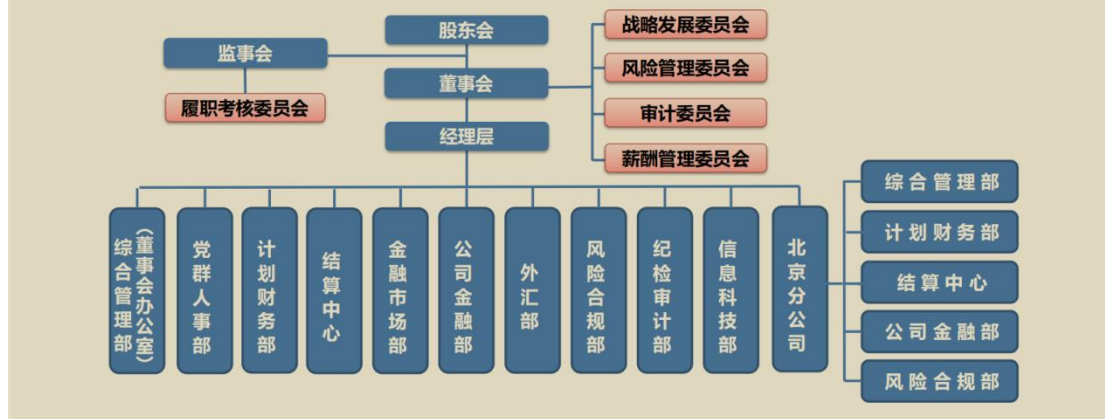 股东会
监事会
董事会
履职考核委员会
经理层
战略发展委员会
风险管理委员会
审计委员会
薪酬管理委员会
综合管理部
（董事会办公室）
党群人事部
计划财务部
结算中心
金融市场部
公司金融部
外汇部
风险合规部
纪检审计部
信息科技部
北京分公司
综合管理部
计划财务部
结算中心
公司金融部
风险合规部